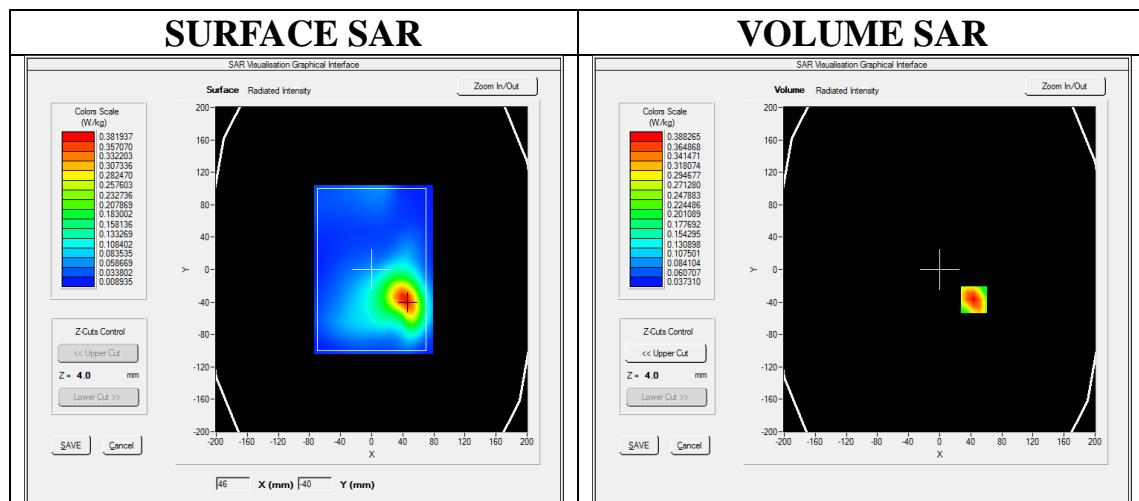 SURFACE SAR
SAR Visualisation Graphical Interface
Surface Radiated Intensity
Zoom In/Out
Colors Scale
(W/kg)
0.381937
0.357070
0.332203
0.307336
0.282470
0.257603
0.232736
0.207869
0.183002
0.158136
0.133269
0.108402
0.083535
0.058669
0.033802
0.008935
Z-Cuts Control
<< Upper Cut
Z = 4.0 mm
Lower Cut >>
SAVE Cancel
200
160
120
80
40
0
-40
-80
-120
-160
-200
Y
-200 -160 -120 -80 -40 0 40 80 120 160 200
X
46 X (mm) -40 Y (mm)
VOLUME SAR
SAR Visualisation Graphical Interface
Volume Radiated Intensity
Zoom In/Out
Colors Scale
(W/kg)
0.388265
0.364868
0.341471
0.318074
0.294677
0.271280
0.247883
0.224486
0.201089
0.177692
0.154295
0.130898
0.107501
0.084104
0.060707
0.037310
Z-Cuts Control
<< Upper Cut
Z = 4.0 mm
Lower Cut >>
SAVE Cancel
200
160
120
80
40
0
-40
-80
-120
-160
-200
Y
-200 -160 -120 -80 -40 0 40 80 120 160 200
X